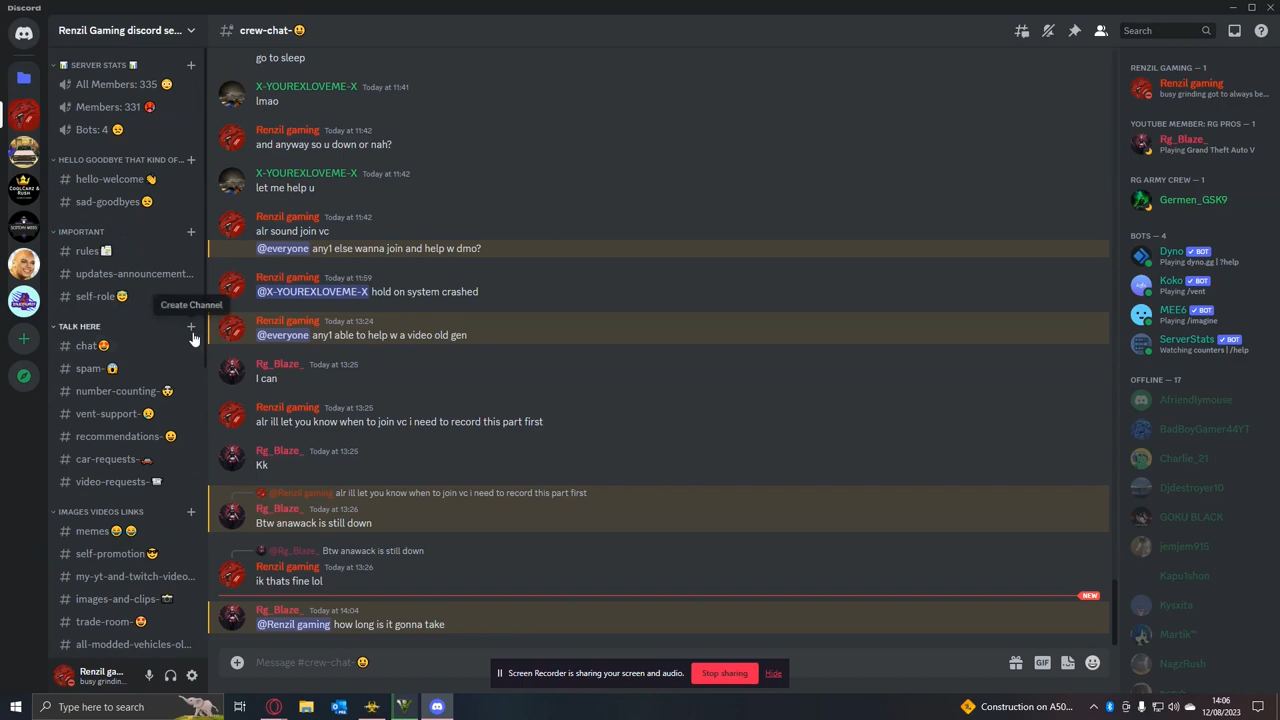 Discord
Renzil Gaming discord se...
SERVER STATS
All Members: 335
Members: 331
Bots: 4
HELLO GOODBYE THAT KIND OF...
hello-welcome
sad-goodbyes
IMPORTANT
rules
updates-announcement...
self-role
Create Channel
TALK HERE
chat
spam-
number-counting-
vent-support-
recommendations-
car-requests-
video-requests-
IMAGES VIDEOS LINKS
memes
self-promotion
my-yt-and-twitch-video...
images-and-clips-
trade-room-
all-modded-vehicles-ol...
Renzil ga...
busy grindin...
crew-chat-😀
Search
go to sleep
X-YOUREXLOVEME-X Today at 11:41
lmao
Renzil gaming Today at 11:42
and anyway so u down or nah?
X-YOUREXLOVEME-X Today at 11:42
let me help u
Renzil gaming Today at 11:42
alr sound join vc
@everyone any1 else wanna join and help w dmo?
Renzil gaming Today at 11:59
@X-YOUREXLOVEME-X hold on system crashed
Renzil gaming Today at 13:24
@everyone any1 able to help w a video old gen
Rg_Blaze_ Today at 13:25
I can
Renzil gaming Today at 13:25
alr ill let you know when to join vc i need to record this part first
Rg_Blaze_ Today at 13:25
Kk
@Renzil gaming alr ill let you know when to join vc i need to record this part first
Rg_Blaze_ Today at 13:26
Btw anawack is still down
@Rg_Blaze_ Btw anawack is still down
Renzil gaming Today at 13:26
ik thats fine lol
NEW
Rg_Blaze_ Today at 14:04
@Renzil gaming how long is it gonna take
Message #crew-chat-😀
GIF
Screen Recorder is sharing your screen and audio.
Stop sharing
Hide
RENZIL GAMING — 1
Renzil gaming
busy grinding got to always be...
YOUTUBE MEMBER: RG PROS — 1
Rg_Blaze_
Playing Grand Theft Auto V
RG ARMY CREW — 1
Germen_GSK9
BOTS — 4
Dyno ✓ BOT
Playing dyno.gg | ?help
Koko ✓ BOT
Playing /vent
MEE6 ✓ BOT
Playing /imagine
ServerStats ✓ BOT
Watching counters | /help
OFFLINE — 17
Afriendlymouse
BadBoyGamer44YT
Charlie_21
Djdestroyer10
GOKU BLACK
jemjem915
Kapu1shon
Kysxita
Martik™
NagzRush
Type here to search
Construction on A50...
14:06
12/08/2023